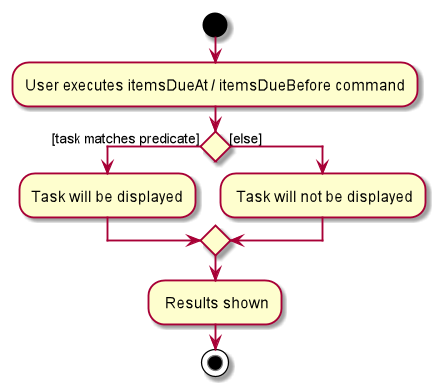 User executes itemsDueAt / itemsDueBefore command
[task matches predicate]
[else]
Task will be displayed
Task will not be displayed
Results shown